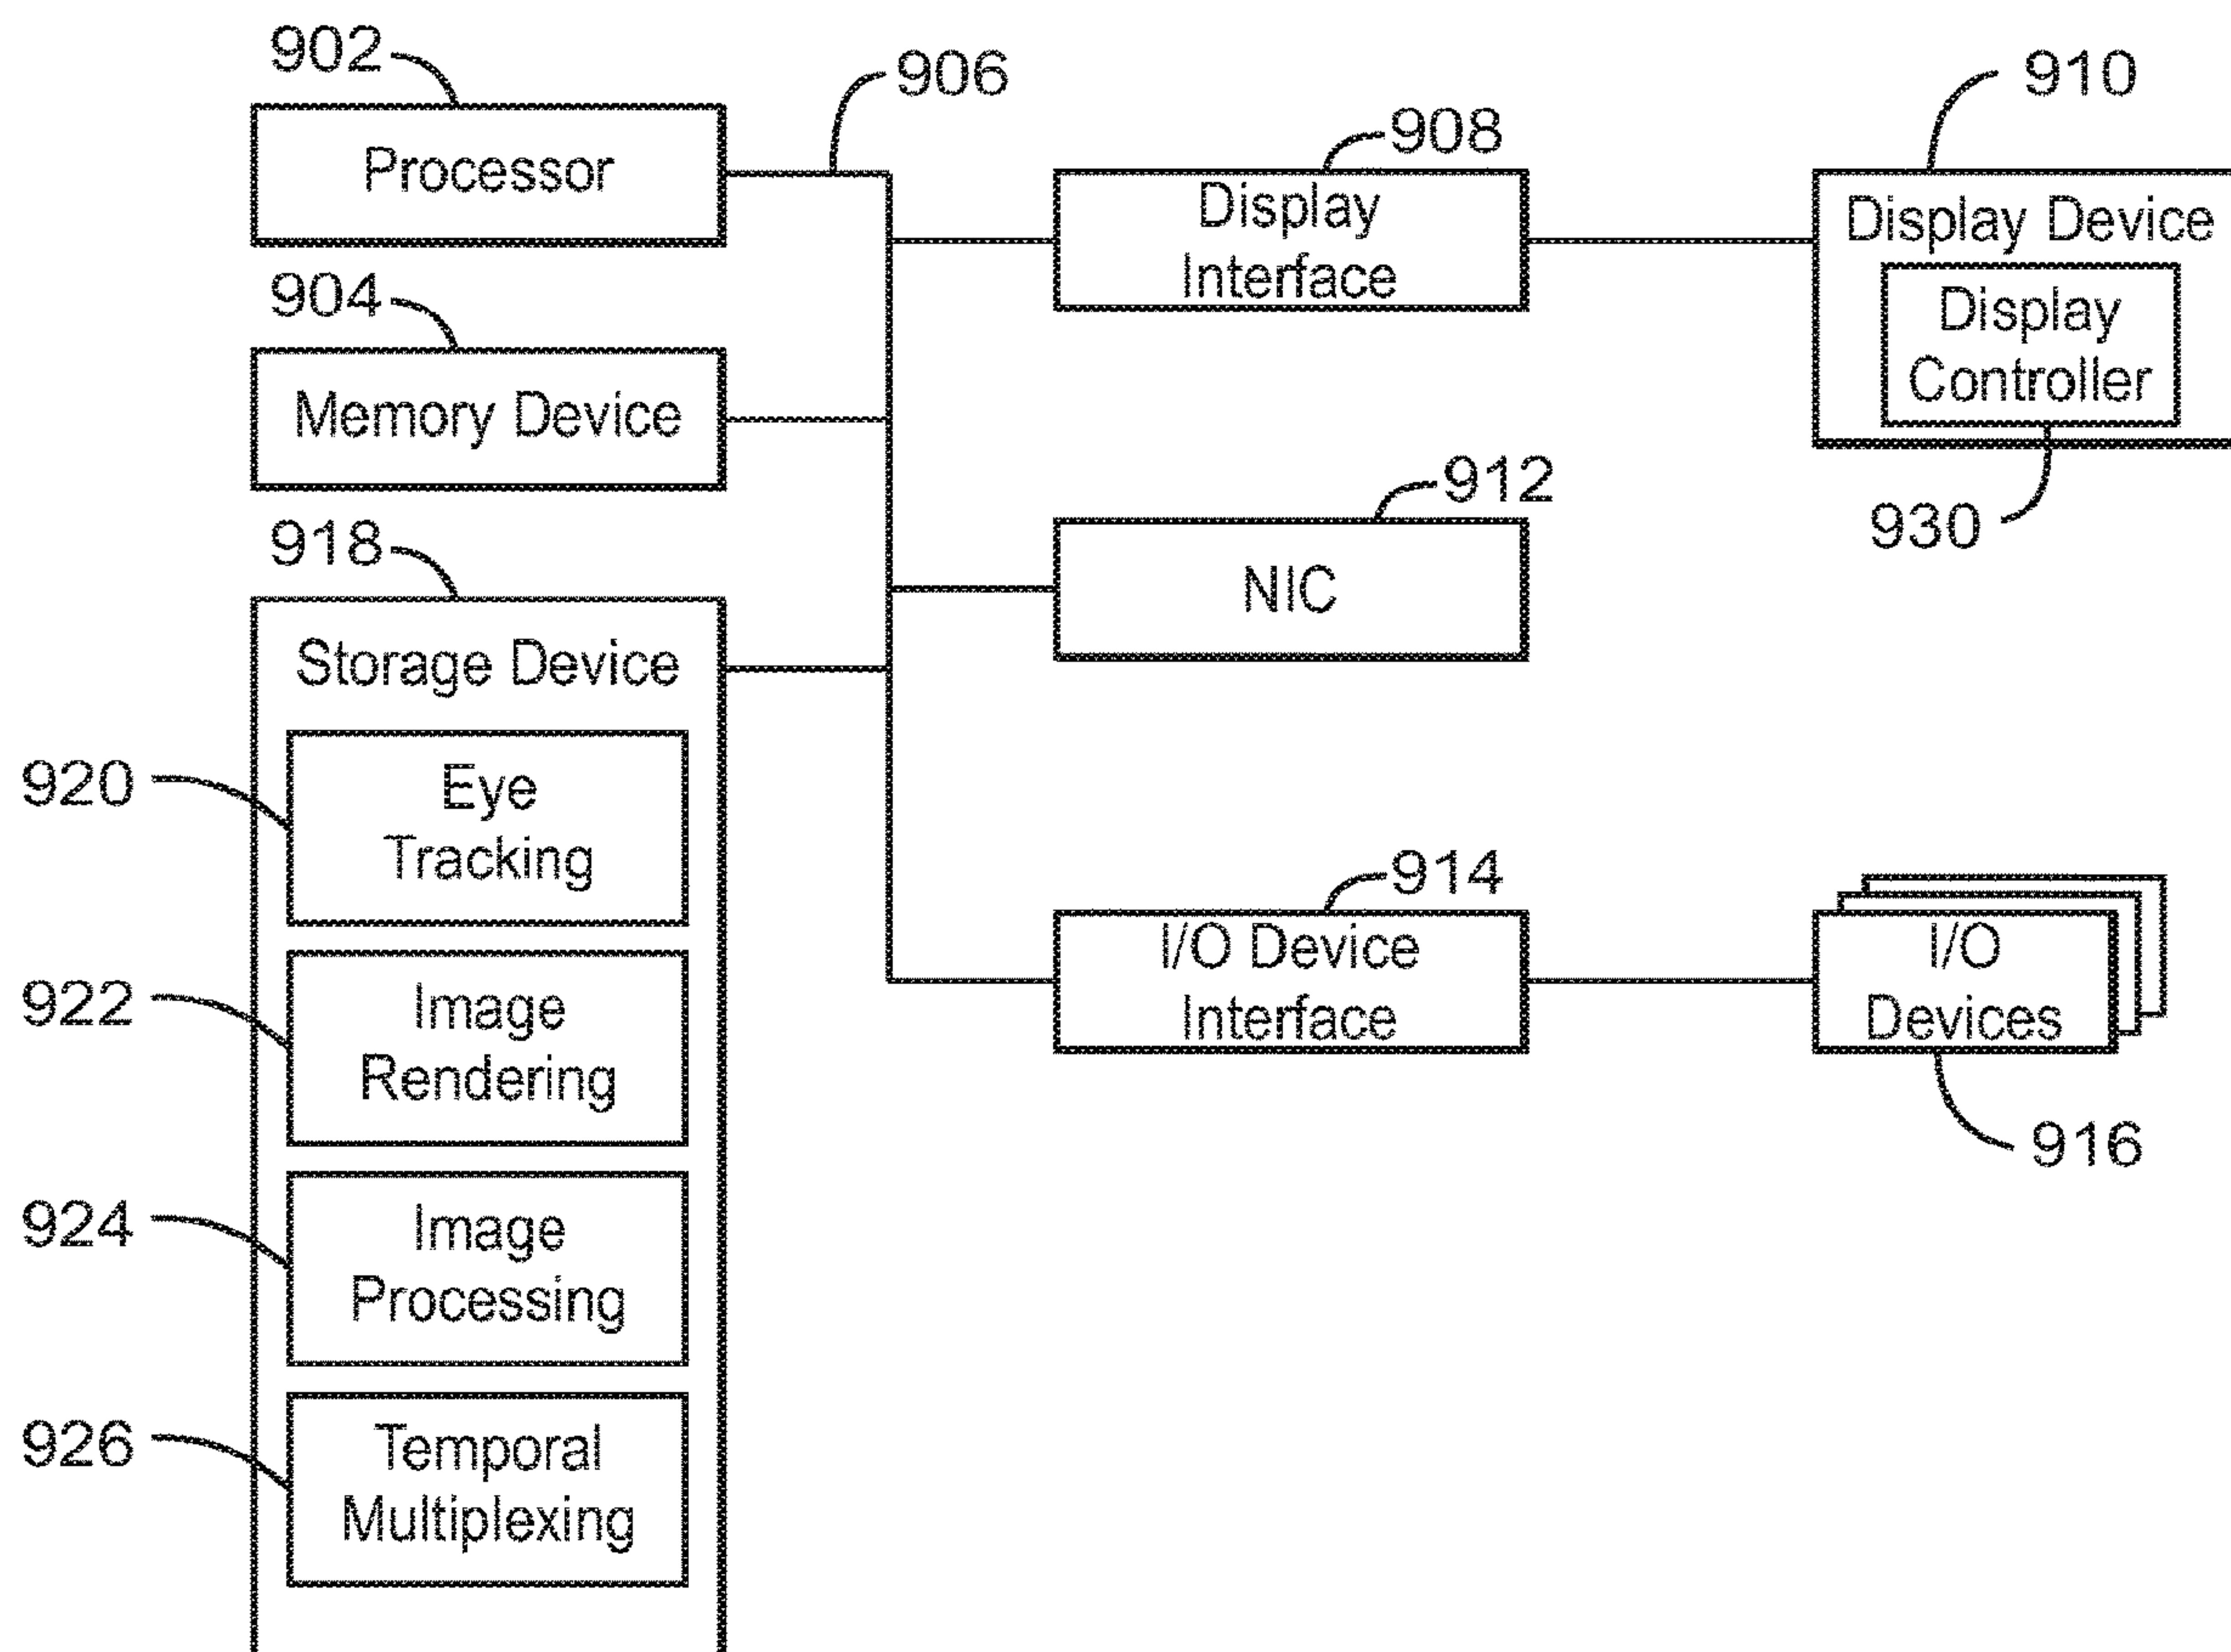 902
906
910
908
Processor
Display
Interface
Display Device
Display
Controller
904
Memory Device
912
930
918
NIC
Storage Device
920
Eye
Tracking
914
I/O Device
Interface
I/O
Devices
922
Image
Rendering
916
924
Image
Processing
926
Temporal
Multiplexing